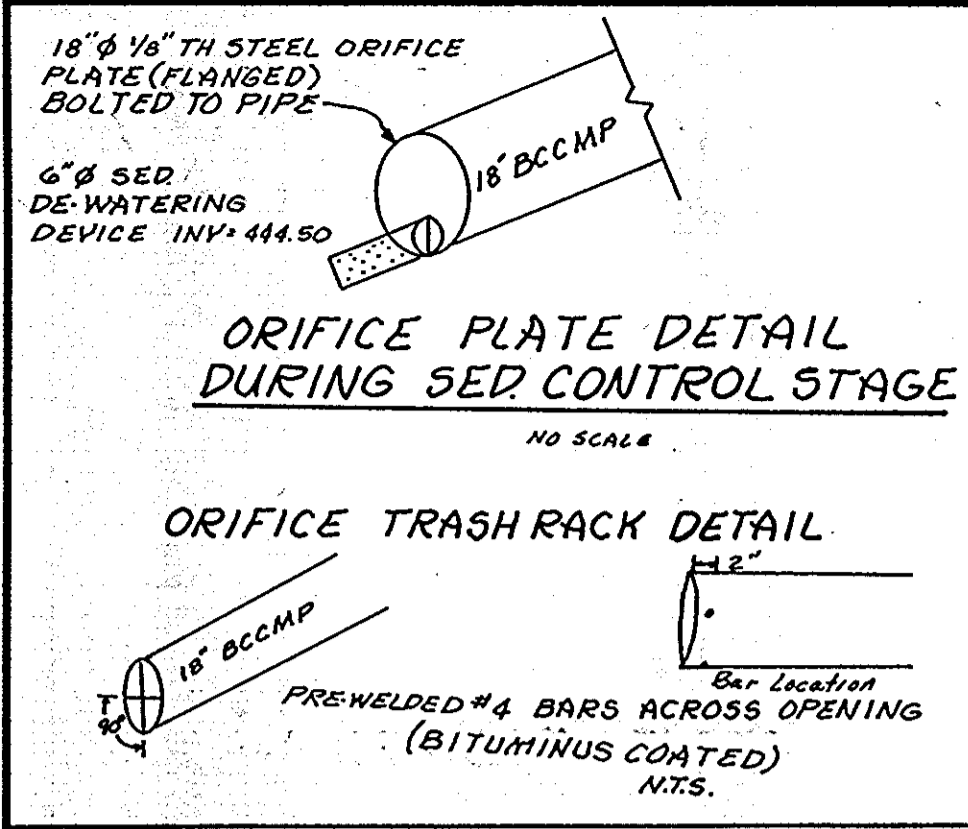 18"Ø 1/8" TH STEEL ORIFICE
PLATE (FLANGED)
BOLTED TO PIPE
18" BCCMP
6"Ø SED.
DE-WATERING
DEVICE INV= 444.50
ORIFICE PLATE DETAIL
DURING SED. CONTROL STAGE
NO SCALE
ORIFICE TRASH RACK DETAIL
2"
18" BCCMP
90°
Bar Location
PRE-WELDED #4 BARS ACROSS OPENING
(BITUMINUS COATED)
N.T.S.